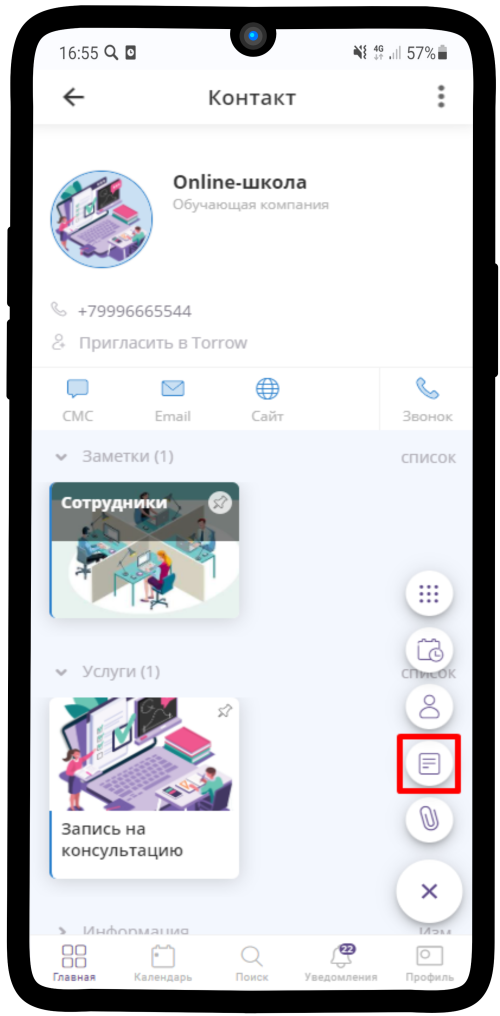 16:55
4G
57%
Контакт
Online-школа
Обучающая компания
+79996665544
Пригласить в Torrow
СМС
Email
Сайт
Звонок
Заметки (1)
список
Сотрудники
Услуги (1)
список
Запись на
консультацию
Информация
Изм
22
Главная
Календарь
Поиск
Уведомления
Профиль